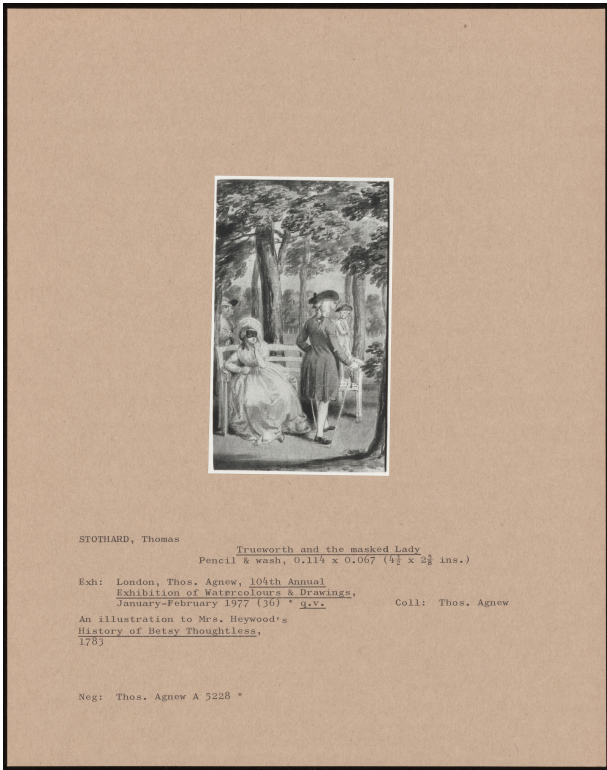 STOTHARD, Thomas
Trueworth and the masked Lady
Pencil & wash, 0.114 x 0.067 (4½ x 2⅝ ins.)
Exh: London, Thos. Agnew, 104th Annual
Exhibition of Watercolours & Drawings,
January-February 1977 (36) * q.v. Coll: Thos. Agnew
An illustration to Mrs. Heywood's
History of Betsy Thoughtless,
1783
Neg: Thos. Agnew A 5228 *